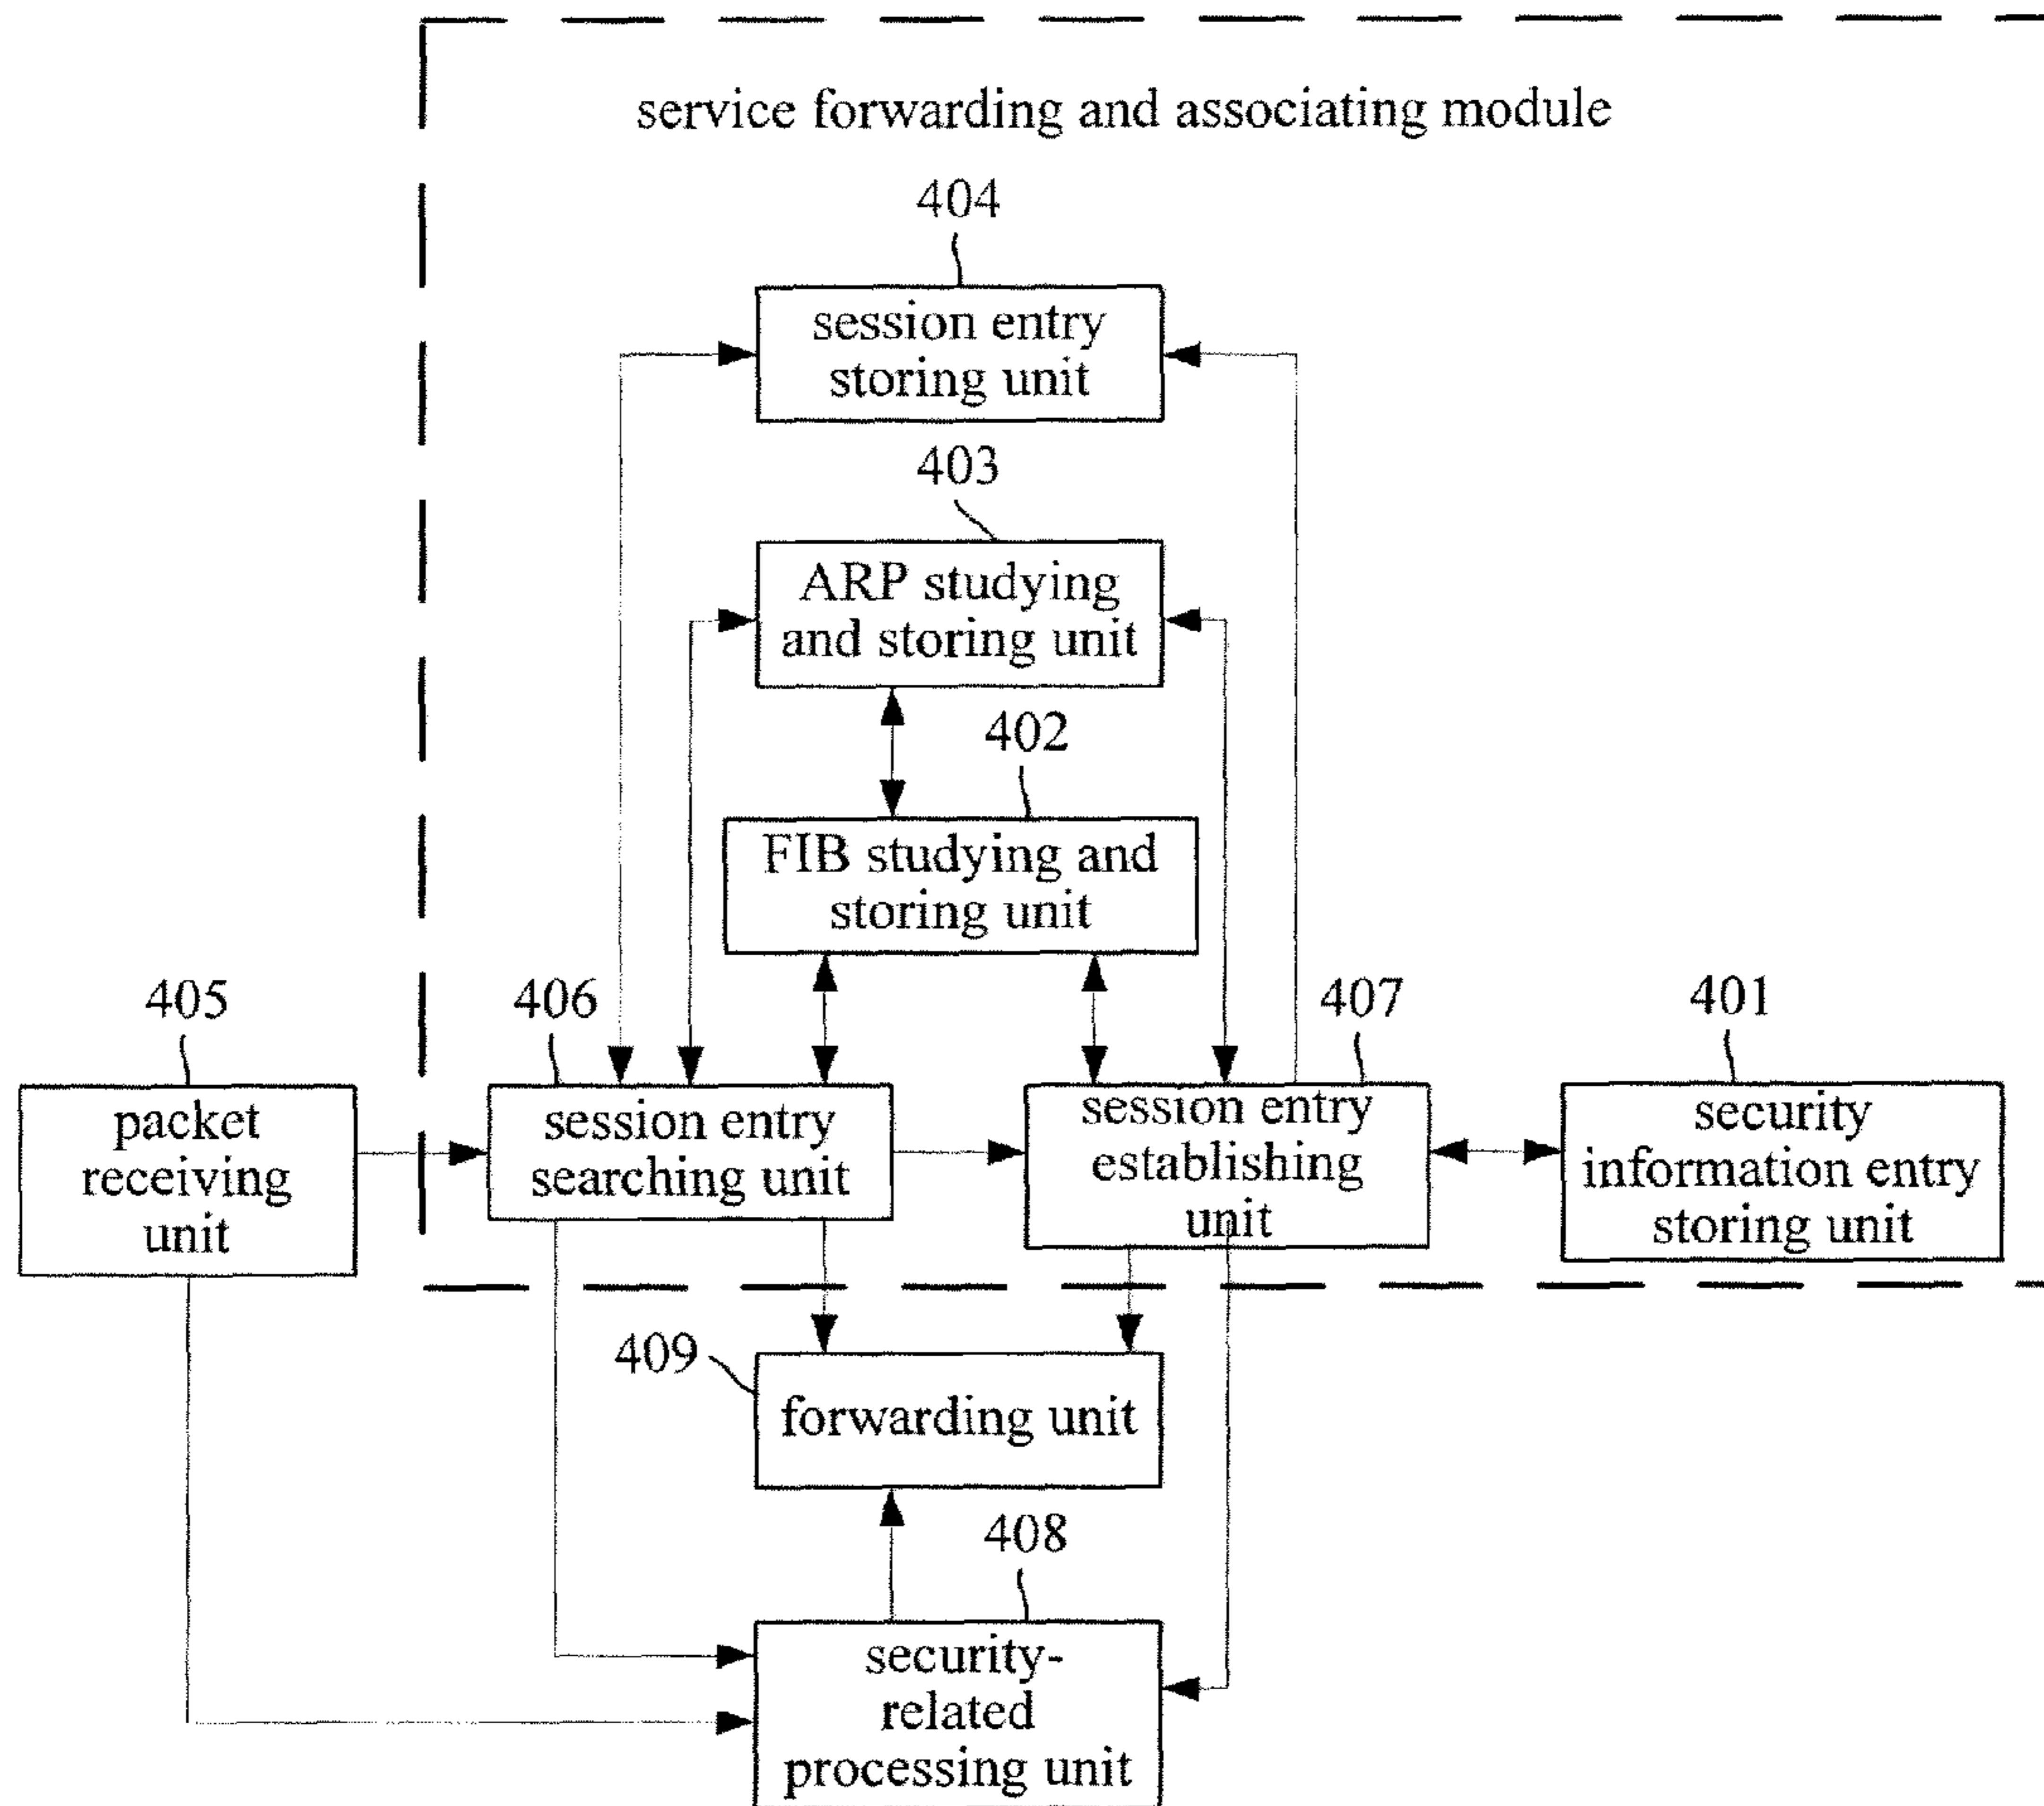 service forwarding and associating module
404
session entry
storing unit
403
ARP studying
and storing unit
402
FIB studying and
storing unit
405
packet
receiving
unit
406
session entry
searching unit
407
session entry
establishing
unit
401
security
information entry
storing unit
409
forwarding unit
408
security-
related
processing unit